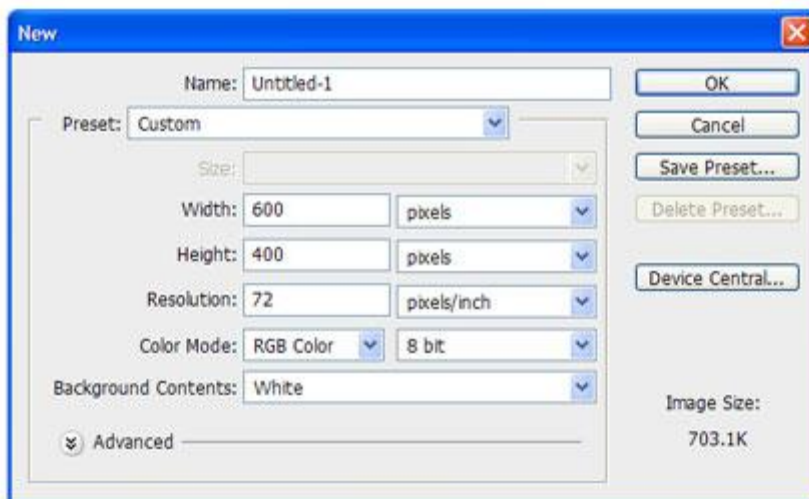 New
Name: Untitled-1
OK
Preset: Custom
Cancel
Size:
Save Preset...
Width: 600 pixels
Delete Preset...
Height: 400 pixels
Device Central...
Resolution: 72 pixels/inch
Color Mode: RGB Color 8 bit
Background Contents: White
Image Size:
Advanced
703.1K